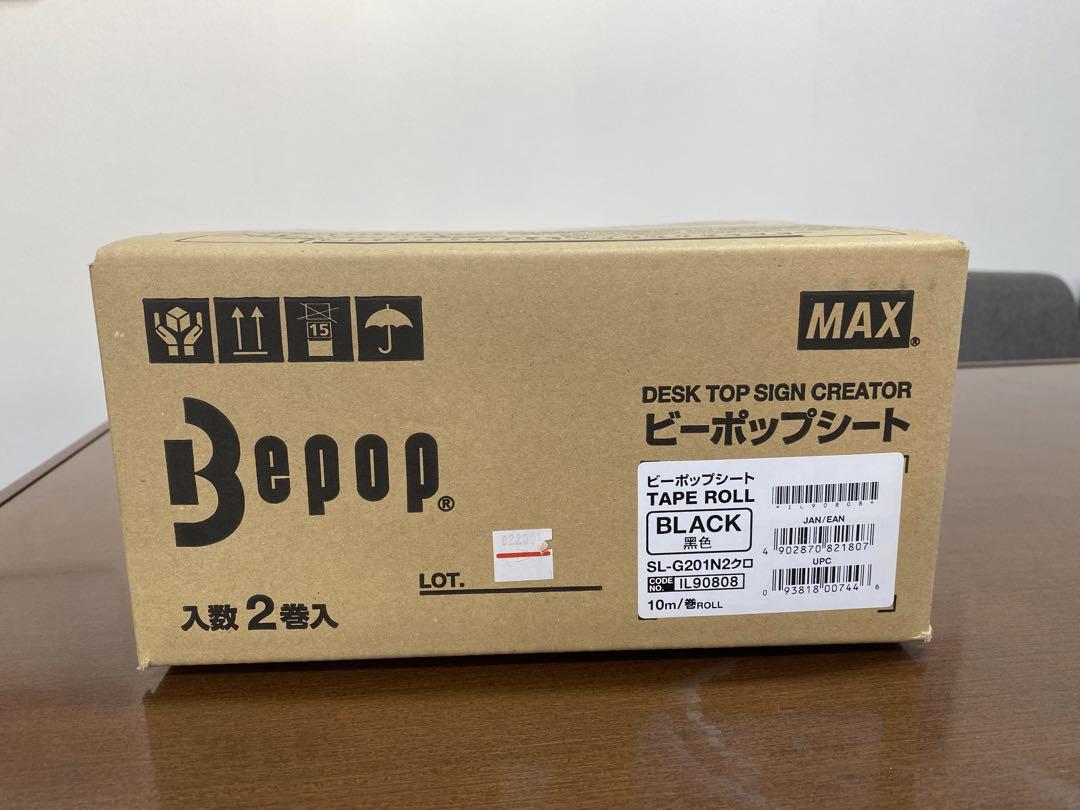 15
MAX®
DESK TOP SIGN CREATOR
ビーポップシート
Bepop®
LOT.
入数2巻入
ビーポップシート
TAPE ROLL
BLACK
黒色
SL-G201N2クロ
CODE NO. IL90808
10m/巻ROLL
*IL90808*
JAN/EAN
4 902870 821807
UPC
0 93818 00744 6